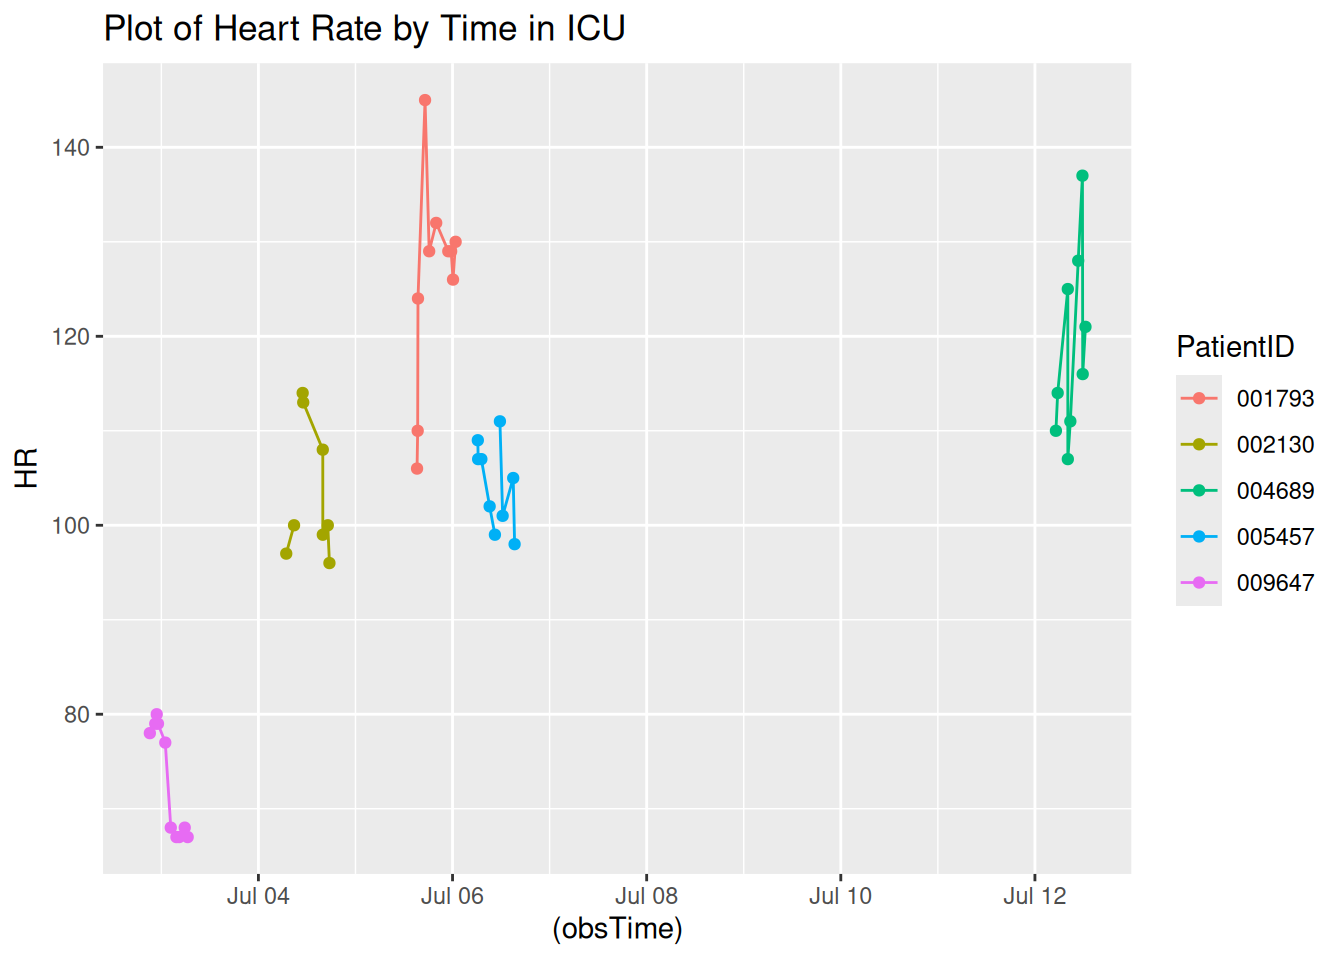 Plot of Heart Rate by Time in ICU
HR
140
120
100
80
Jul 04
Jul 06
Jul 08
Jul 10
Jul 12
(obsTime)
PatientID
001793
002130
004689
005457
009647